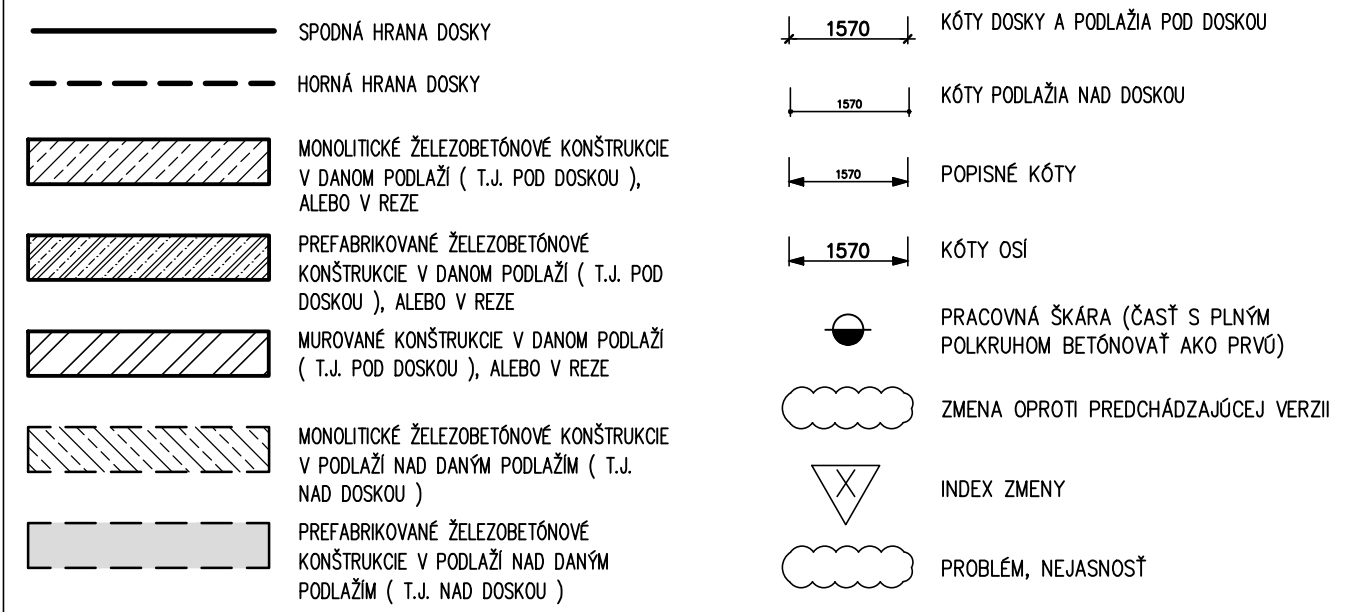 SPODNÁ HRANA DOSKY
HORNÁ HRANA DOSKY
MONOLITICKÉ ŽELEZOBETÓNOVÉ KONŠTRUKCIE
V DANOM PODLAŽÍ ( T.J. POD DOSKOU ),
ALEBO V REZE
PREFABRIKOVANÉ ŽELEZOBETÓNOVÉ
KONŠTRUKCIE V DANOM PODLAŽÍ ( T.J. POD
DOSKOU ), ALEBO V REZE
MUROVANÉ KONŠTRUKCIE V DANOM PODLAŽÍ
( T.J. POD DOSKOU ), ALEBO V REZE
MONOLITICKÉ ŽELEZOBETÓNOVÉ KONŠTRUKCIE
V PODLAŽÍ NAD DANÝM PODLAŽÍM ( T.J.
NAD DOSKOU )
PREFABRIKOVANÉ ŽELEZOBETÓNOVÉ
KONŠTRUKCIE V PODLAŽÍ NAD DANÝM
PODLAŽÍM ( T.J. NAD DOSKOU )
1570 KÓTY DOSKY A PODLAŽIA POD DOSKOU
1570 KÓTY PODLAŽIA NAD DOSKOU
1570 POPISNÉ KÓTY
1570 KÓTY OSÍ
PRACOVNÁ ŠKÁRA (ČASŤ S PLNÝM
POLKRUHOM BETÓNOVAŤ AKO PRVÚ)
ZMENA OPROTI PREDCHÁDZAJÚCEJ VERZII
X INDEX ZMENY
PROBLÉM, NEJASNOSŤ